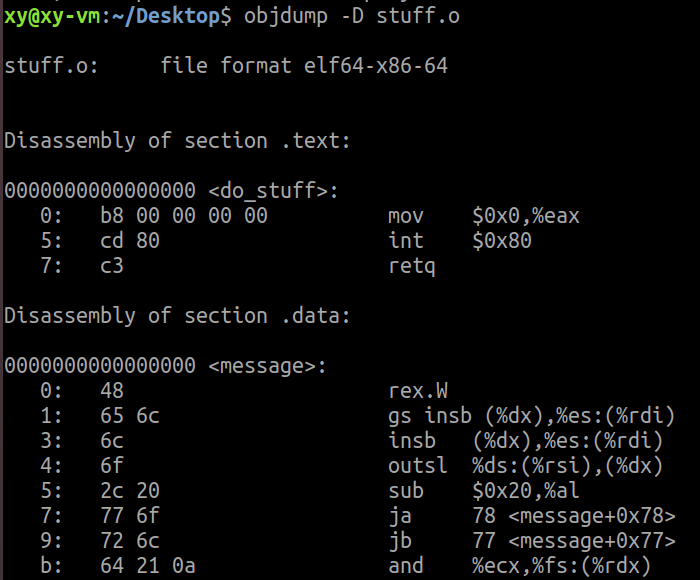 xy@xy-vm:~/Desktop$ objdump -D stuff.o
stuff.o:     file format elf64-x86-64
Disassembly of section .text:
0000000000000000 <do_stuff>:
   0:   b8 00 00 00 00          mov    $0x0,%eax
   5:   cd 80                   int    $0x80
   7:   c3                      retq
Disassembly of section .data:
0000000000000000 <message>:
   0:   48                      rex.W
   1:   65 6c                   gs insb (%dx),%es:(%rdi)
   3:   6c                      insb   (%dx),%es:(%rdi)
   4:   6f                      outsl  %ds:(%rsi),(%dx)
   5:   2c 20                   sub    $0x20,%al
   7:   77 6f                   ja     78 <message+0x78>
   9:   72 6c                   jb     77 <message+0x77>
   b:   64 21 0a                and    %ecx,%fs:(%rdx)